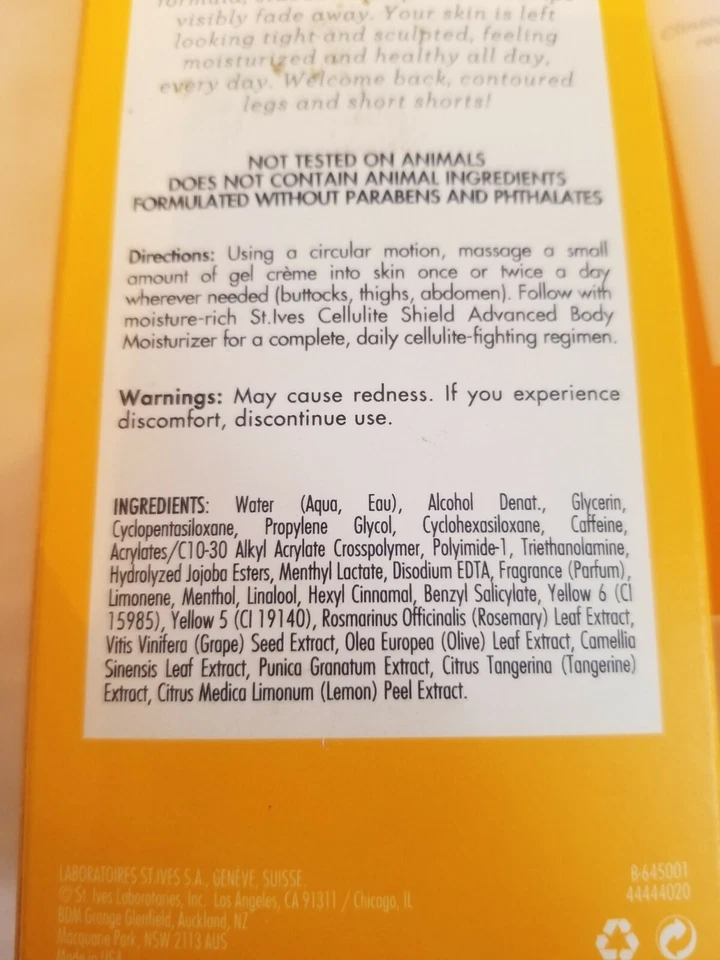 visibly fade away. Your skin is left
looking tight and sculpted, feeling
moisturized and healthy all day,
every day. Welcome back, contoured
legs and short shorts!
NOT TESTED ON ANIMALS
DOES NOT CONTAIN ANIMAL INGREDIENTS
FORMULATED WITHOUT PARABENS AND PHTHALATES
Directions: Using a circular motion, massage a small
amount of gel crème into skin once or twice a day
wherever needed (buttocks, thighs, abdomen). Follow with
moisture-rich St.Ives Cellulite Shield Advanced Body
Moisturizer for a complete, daily cellulite-fighting regimen.
Warnings: May cause redness. If you experience
discomfort, discontinue use.
INGREDIENTS: Water (Aqua, Eau), Alcohol Denat., Glycerin,
Cyclopentasiloxane, Propylene Glycol, Cyclohexasiloxane, Caffeine,
Acrylates/C10-30 Alkyl Acrylate Crosspolymer, Polyimide-1, Triethanolamine,
Hydrolyzed Jojoba Esters, Menthyl Lactate, Disodium EDTA, Fragrance (Parfum),
Limonene, Menthol, Linalool, Hexyl Cinnamal, Benzyl Salicylate, Yellow 6 (CI
15985), Yellow 5 (CI 19140), Rosmarinus Officinalis (Rosemary) Leaf Extract,
Vitis Vinifera (Grape) Seed Extract, Olea Europea (Olive) Leaf Extract, Camellia
Sinensis Leaf Extract, Punica Granatum Extract, Citrus Tangerina (Tangerine)
Extract, Citrus Medica Limonum (Lemon) Peel Extract.
LABORATOIRES ST.IVES S.A., GENÈVE, SUISSE.
© St. Ives Laboratories, Inc. Los Angeles, CA 91311 / Chicago, IL
BDM Grange Glenfield, Auckland, NZ
Macquarie Park, NSW 2113 AUS
Made in USA
B-645001
44444020